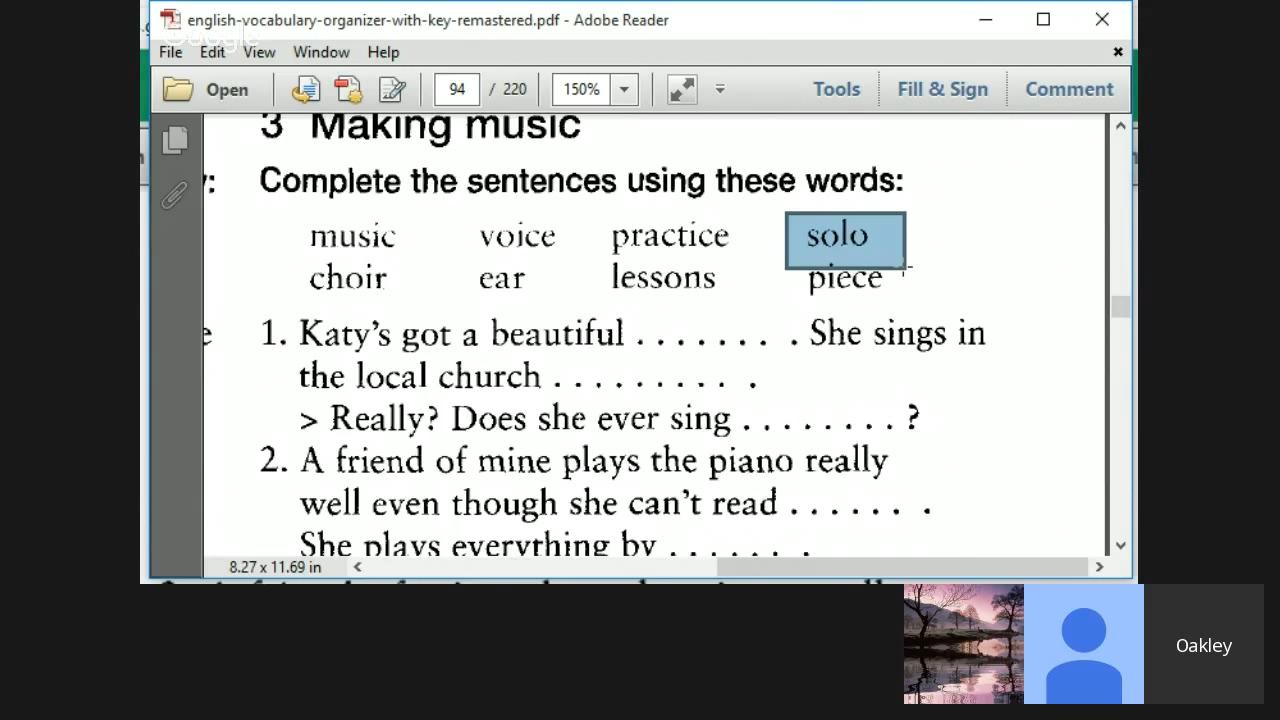 english-vocabulary-organizer-with-key-remastered.pdf - Adobe Reader
Google
File Edit View Window Help
Open 94 / 220 150% Tools Fill & Sign Comment
3 Making music
Complete the sentences using these words:
music voice practice solo
choir ear lessons piece
1. Katy's got a beautiful . . . . . . . . She sings in
the local church . . . . . . . . . .
> Really? Does she ever sing . . . . . . . . ?
2. A friend of mine plays the piano really
well even though she can't read . . . . . . .
She plays everything by . . . . . . .
8.27 x 11.69 in
Oakley